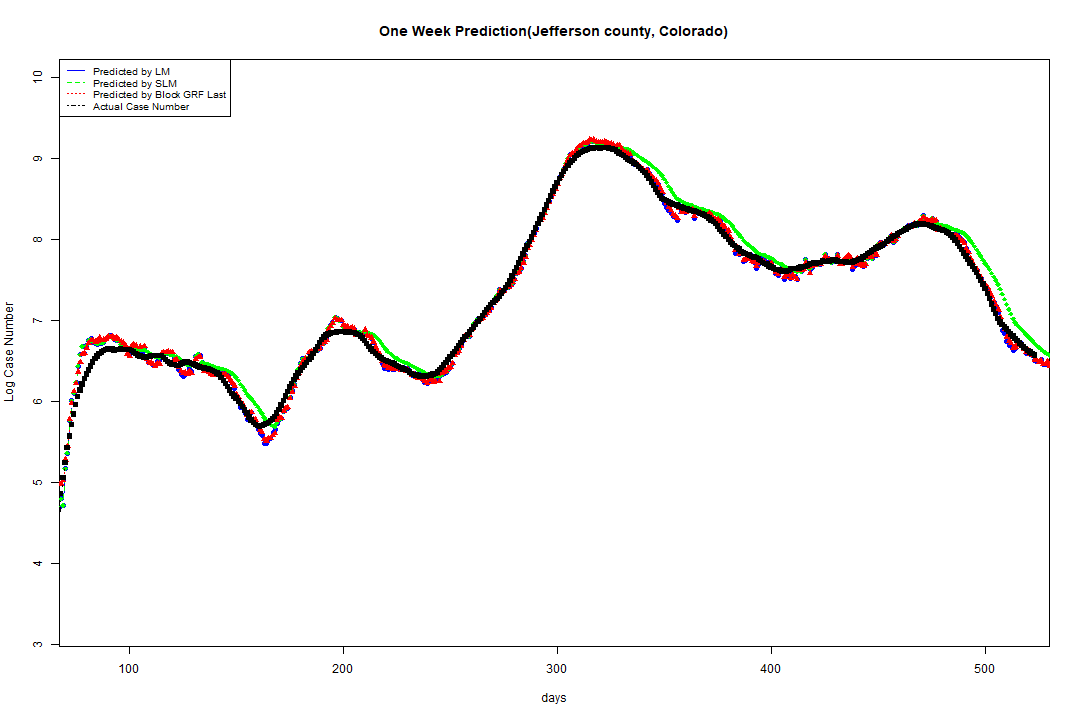 One Week Prediction(Jefferson county, Colorado)
Predicted by LM
Predicted by SLM
Predicted by Block GRF Last
Actual Case Number
10
9
8
7
6
5
4
3
Log Case Number
100 200 300 400 500
days